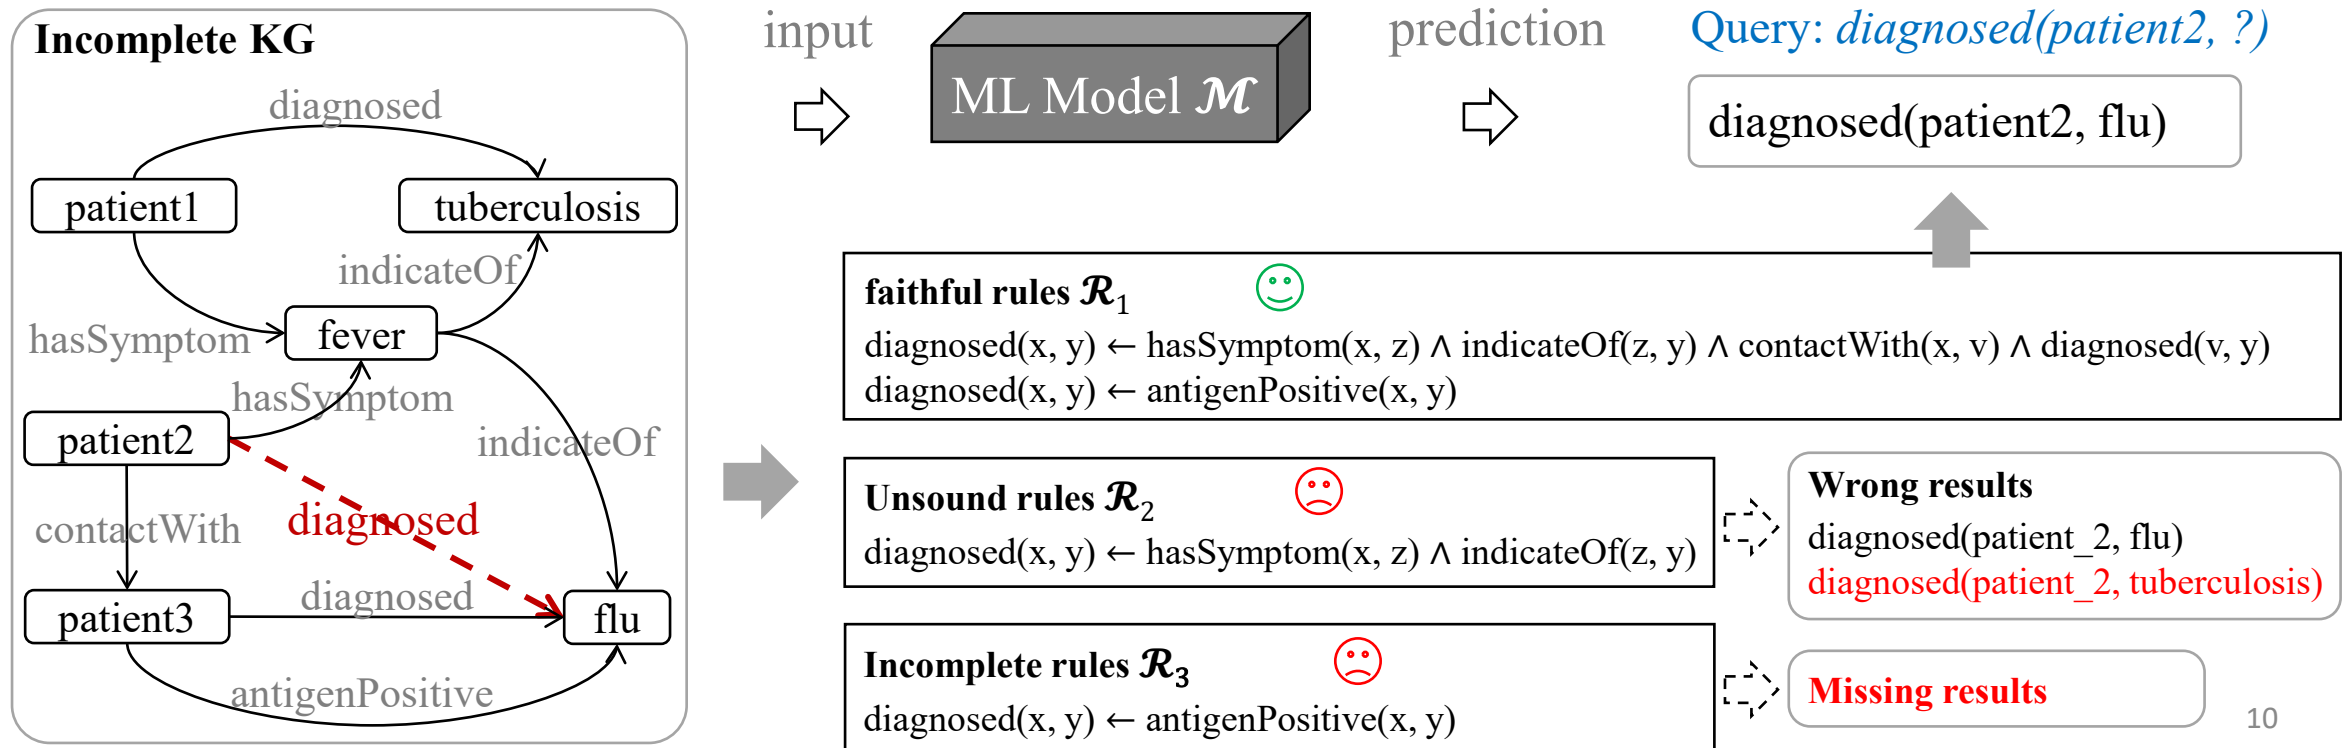 Incomplete KG
diagnosed
patient1
tuberculosis
indicateOf
hasSymptom
fever
hasSymptom
patient2
indicateOf
diagnosed
contactWith
diagnosed
patient3
flu
antigenPositive
input
ML Model ℳ
prediction
Query: diagnosed(patient2, ?)
diagnosed(patient2, flu)
faithful rules ℛ₁
diagnosed(x, y) ← hasSymptom(x, z) ∧ indicateOf(z, y) ∧ contactWith(x, v) ∧ diagnosed(v, y)
diagnosed(x, y) ← antigenPositive(x, y)
Unsound rules ℛ₂
diagnosed(x, y) ← hasSymptom(x, z) ∧ indicateOf(z, y)
Wrong results
diagnosed(patient_2, flu)
diagnosed(patient_2, tuberculosis)
Incomplete rules ℛ₃
diagnosed(x, y) ← antigenPositive(x, y)
Missing results
10